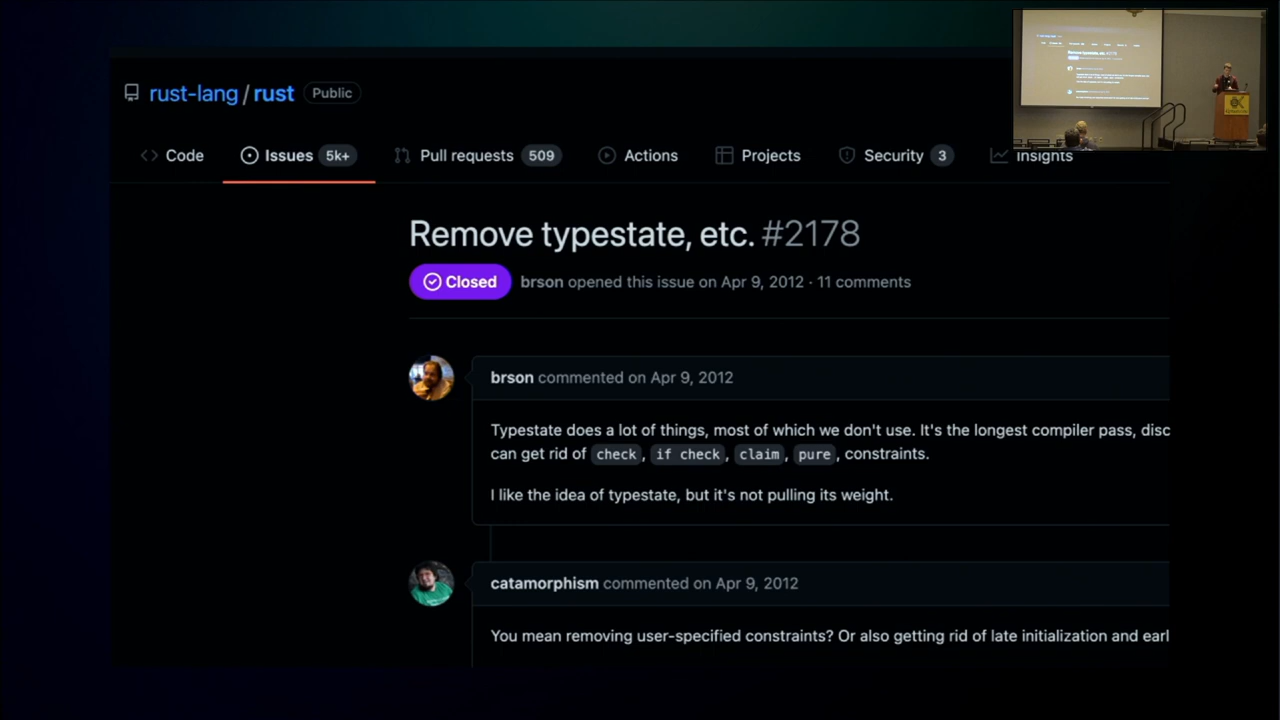 rust-lang / rust Public
Code Issues 5k+ Pull requests 509 Actions Projects Security 3 Insights
Remove typestate, etc. #2178
Closed brson opened this issue on Apr 9, 2012 · 11 comments
brson commented on Apr 9, 2012
Typestate does a lot of things, most of which we don't use. It's the longest compiler pass, disc
can get rid of check, if check, claim, pure, constraints.
I like the idea of typestate, but it's not pulling its weight.
catamorphism commented on Apr 9, 2012
You mean removing user-specified constraints? Or also getting rid of late initialization and earl